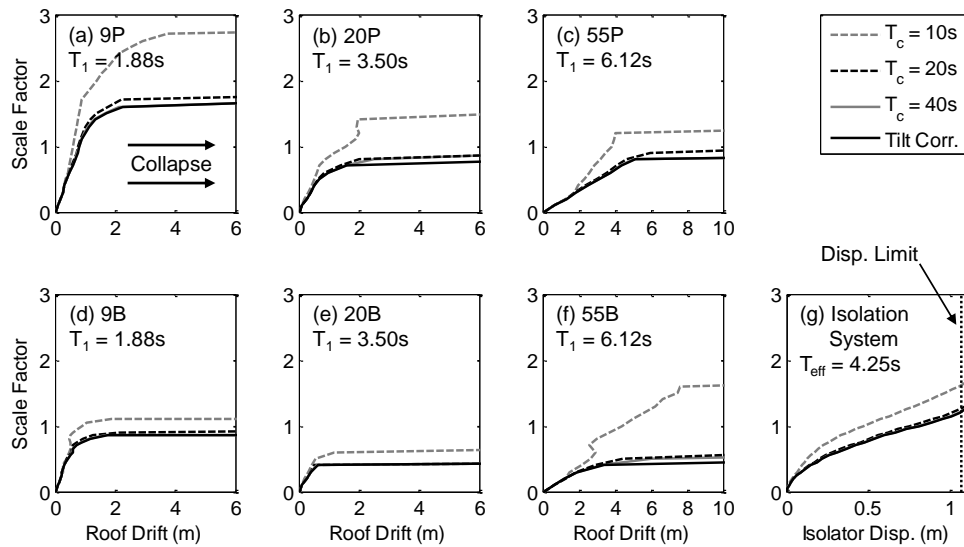 3
2
1
0
Scale Factor
(a) 9P
T1 = 1.88s
Collapse
0 2 4 6
3
2
1
0
(b) 20P
T1 = 3.50s
0 2 4 6
3
2
1
0
(c) 55P
T1 = 6.12s
0 2 4 6 8 10
Tc = 10s
Tc = 20s
Tc = 40s
Tilt Corr.
Disp. Limit
3
2
1
0
Scale Factor
(d) 9B
T1 = 1.88s
0 2 4 6
Roof Drift (m)
3
2
1
0
(e) 20B
T1 = 3.50s
0 2 4 6
Roof Drift (m)
3
2
1
0
(f) 55B
T1 = 6.12s
0 2 4 6 8 10
Roof Drift (m)
3
2
1
0
(g) Isolation
System
Teff = 4.25s
0 0.5 1
Isolator Disp. (m)